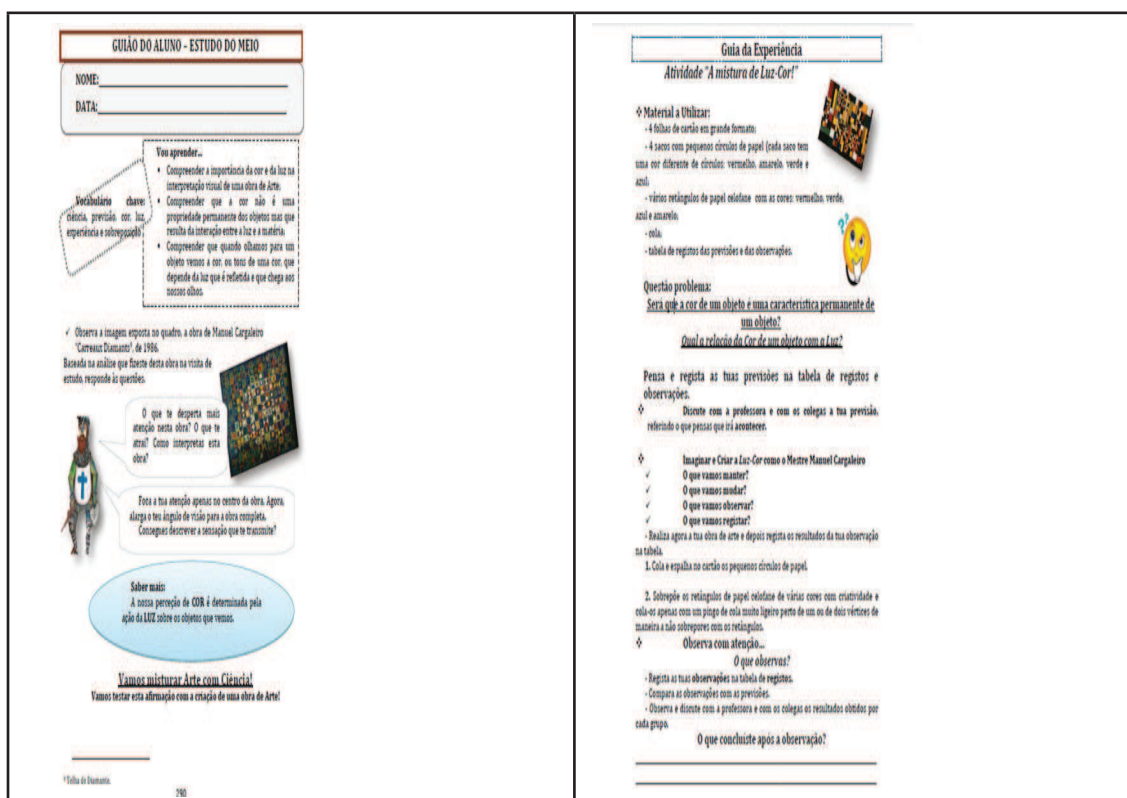 GUIÃO DO ALUNO – ESTUDO DO MEIO
NOME:
DATA:
Vocabulário chave:
ciência, previsão, cor, luz,
experiência e sobreposição
Vou aprender...
• Compreender a importância da cor e da luz na
interpretação visual de uma obra de Arte;
• Compreender que a cor não é uma
propriedade permanente dos objetos mas que
resulta da interação entre a luz e a matéria;
• Compreender que quando olhamos para um
objeto vemos a cor, ou tons de uma cor, que
depende da luz que é refletida e que chega aos
nossos olhos.
✓ Observa a imagem exposta no quadro, a obra de Manuel Cargaleiro
"Carreaux Diamants", de 1986.
Baseada na análise que fizeste desta obra na visita de
estudo, responde às questões.
O que te desperta mais
atenção nesta obra? O que te
atrai? Como interpretas esta
obra?
Foca a tua atenção apenas no centro da obra. Agora,
alarga o teu ângulo de visão para a obra completa.
Consegues descrever a sensação que te transmite?
Saber mais:
A nossa perceção de COR é determinada pela
ação da LUZ sobre os objetos que vemos.
Vamos misturar Arte com Ciência!
Vamos testar esta afirmação com a criação de uma obra de Arte!
Telha de Diamante.
290
Guia da Experiência
Atividade "A mistura de Luz-Cor!"
❖ Material a Utilizar:
- 4 folhas de cartão em grande formato;
- 4 sacos com pequenos círculos de papel (cada saco tem
uma cor diferente de círculos: vermelho, amarelo, verde e
azul;
- vários retângulos de papel celofane com as cores: vermelho, verde,
azul e amarelo;
- cola;
- tabela de registos das previsões e das observações.
Questão problema:
Será que a cor de um objeto é uma característica permanente de
um objeto?
Qual a relação da Cor de um objeto com a Luz?
Pensa e regista as tuas previsões na tabela de registos e
observações.
❖ Discute com a professora e com os colegas a tua previsão,
referindo o que pensas que irá acontecer.
❖ Imaginar e Criar a Luz-Cor como o Mestre Manuel Cargaleiro
✓ O que vamos manter?
✓ O que vamos mudar?
✓ O que vamos observar?
✓ O que vamos registar?
- Realiza agora a tua obra de arte e depois regista os resultados da tua observação
na tabela.
1. Cola e espalha no cartão os pequenos círculos de papel.
2. Sobrepõe os retângulos de papel celofane de várias cores com criatividade e
cola-os apenas com um pingo de cola muito ligeiro perto de um ou de dois vértices de
maneira a não sobrepores com os retângulos.
❖ Observa com atenção...
O que observas?
- Regista as tuas observações na tabela de registos.
- Compara as observações com as previsões.
- Observa e discute com a professora e com os colegas os resultados obtidos por
cada grupo.
O que concluíste após a observação?